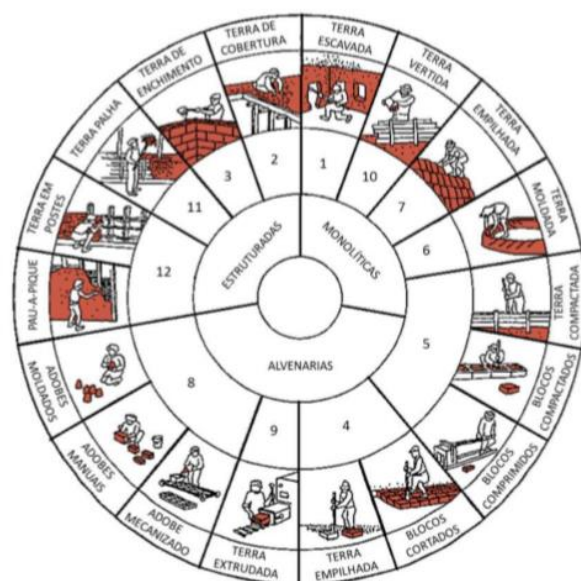 TERRA ESCAVADA
TERRA
VERTIDA
TERRA
EMPILHADA
TERRA
MOLDADA
TERRA
COMPACTADA
BLOCOS
COMPACTADOS
BLOCOS
COMPRIMIDOS
BLOCOS
CORTADOS
TERRA
EMPILHADA
TERRA
EXTRUDADA
ADOBE
MECANIZADO
ADOBES
MANUAIS
ADOBES
MOLDADOS
PAU-A-PIQUE
TERRA EM
POSTES
TERRA PALHA
TERRA DE
ENCHIMENTO
TERRA DE
COBERTURA
1
10
7
6
5
4
9
8
12
11
3
2
ESTRUTURADAS
MONOLÍTICAS
ALVENARIAS